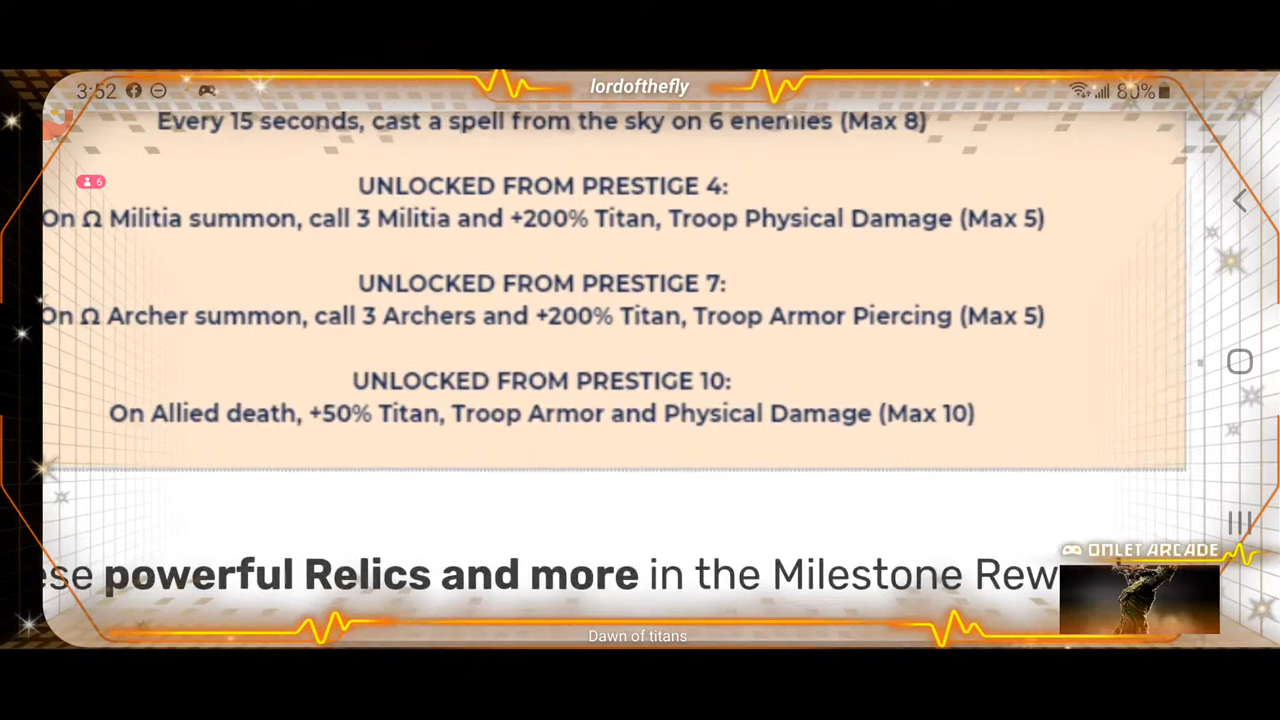 lordofthefly
3:52
80%
Every 15 seconds, cast a spell from the sky on 6 enemies (Max 8)
6
UNLOCKED FROM PRESTIGE 4:
On Ω Militia summon, call 3 Militia and +200% Titan, Troop Physical Damage (Max 5)
UNLOCKED FROM PRESTIGE 7:
On Ω Archer summon, call 3 Archers and +200% Titan, Troop Armor Piercing (Max 5)
UNLOCKED FROM PRESTIGE 10:
On Allied death, +50% Titan, Troop Armor and Physical Damage (Max 10)
OMLET ARCADE
ese powerful Relics and more in the Milestone Rew
Dawn of titans